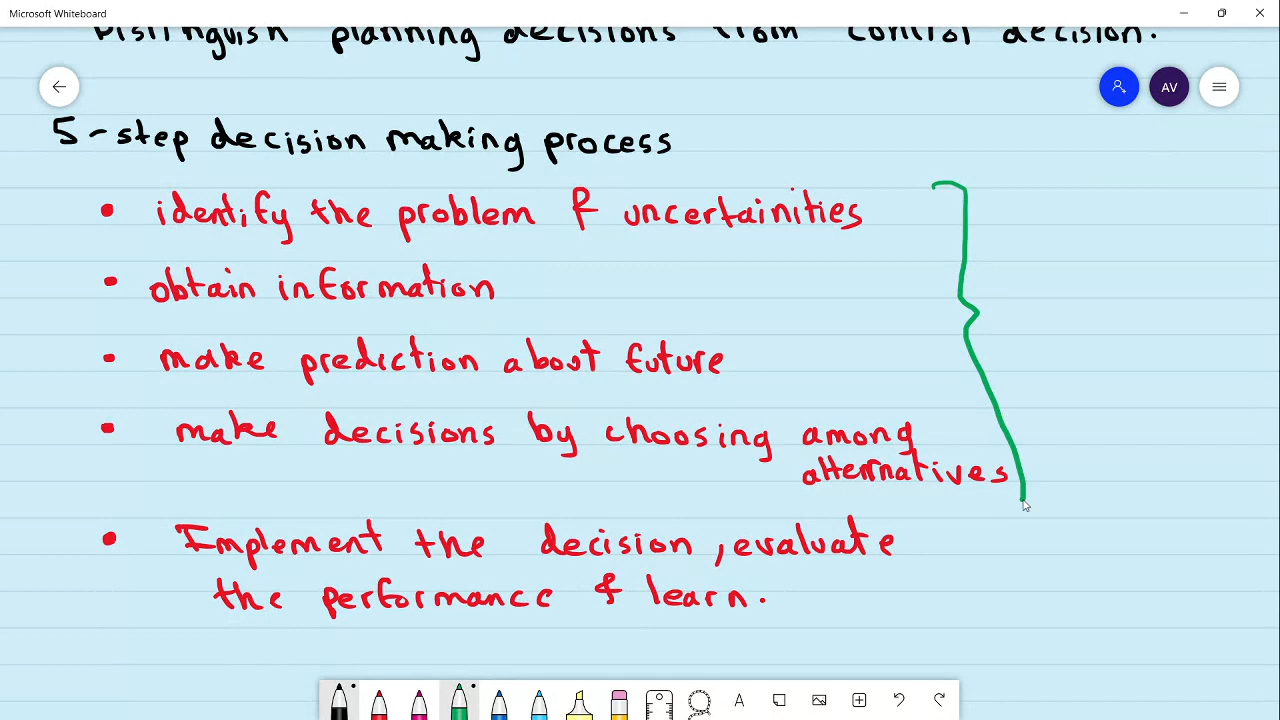 Microsoft Whiteboard
Distinguish planning decisions from control decision.
AV
5-step decision making process
• identify the problem & uncertainities
• obtain information
• make prediction about future
• make decisions by choosing among
alternatives
• Implement the decision, evaluate
the performance & learn.
A